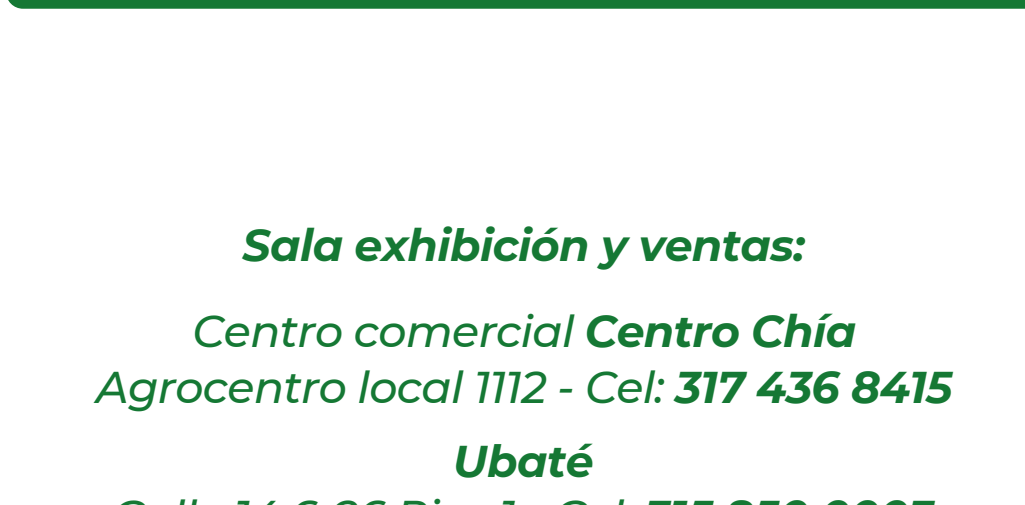 Sala exhibición y ventas:
Centro comercial Centro Chía
Agrocentro local 1112 - Cel: 317 436 8415
Ubaté